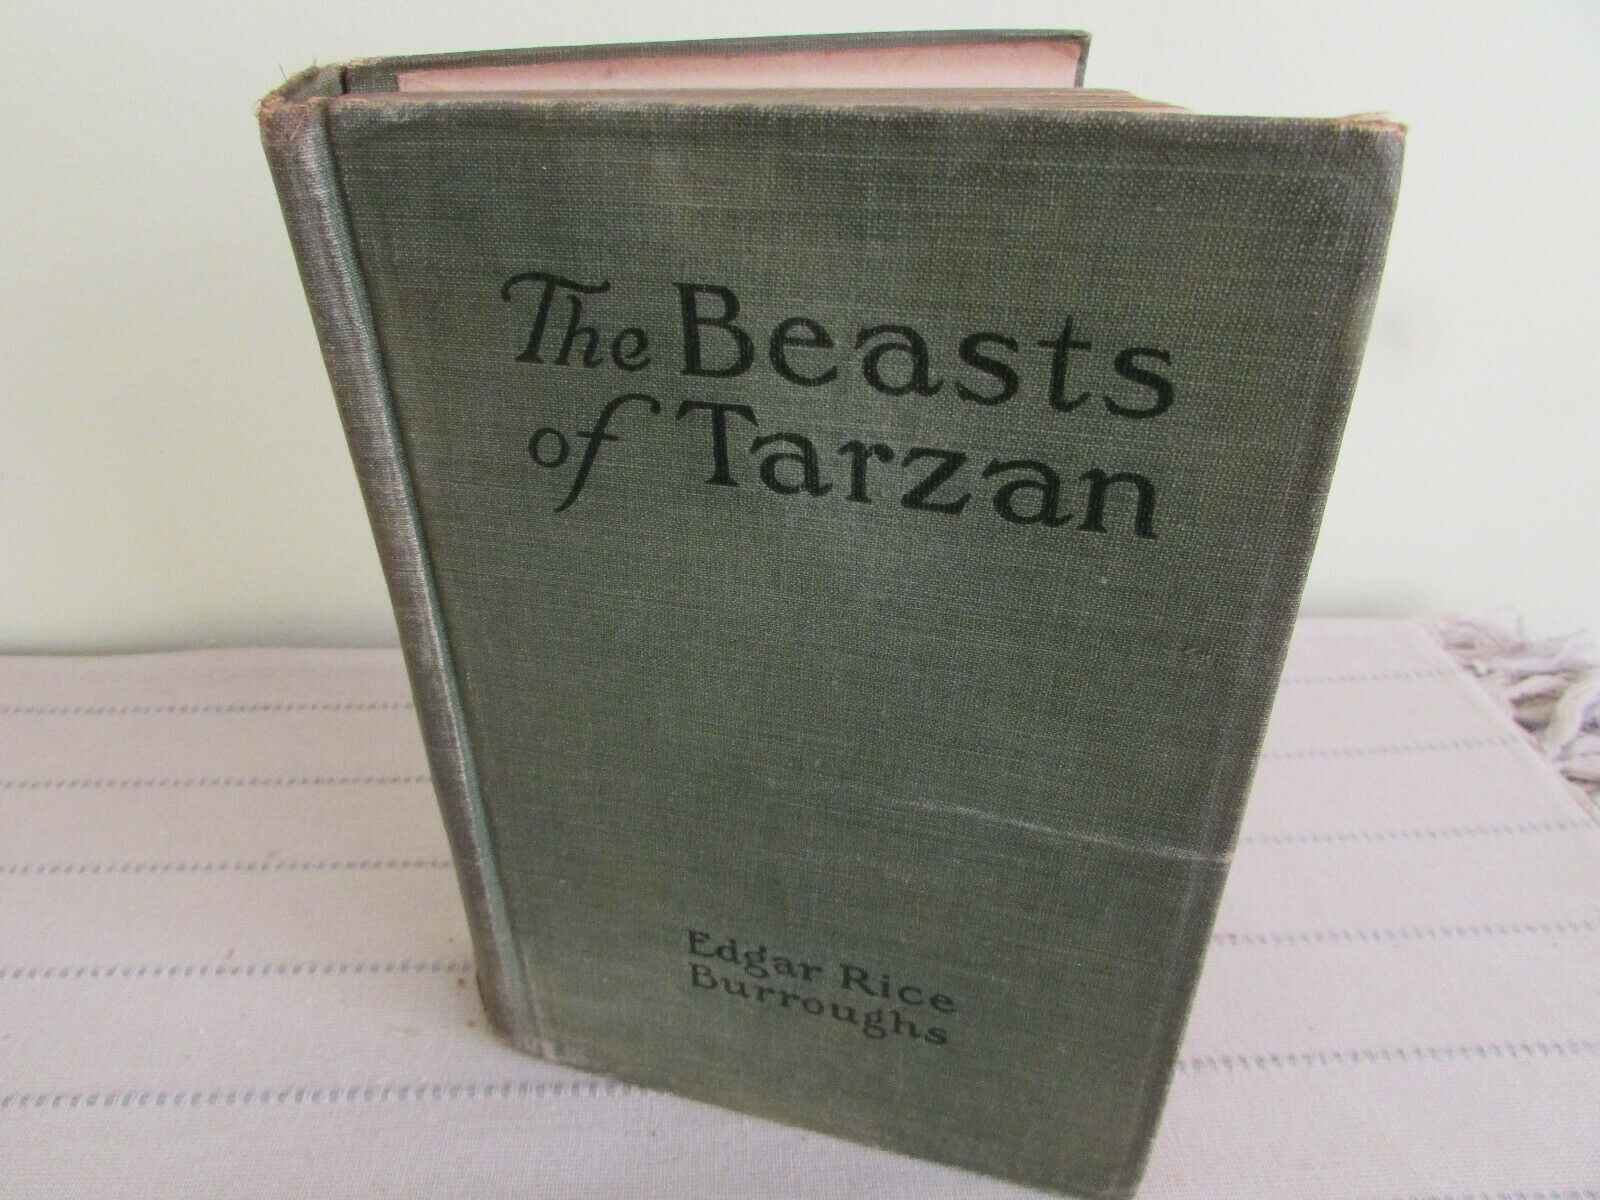 The Beasts
of Tarzan
Edgar Rice
Burroughs